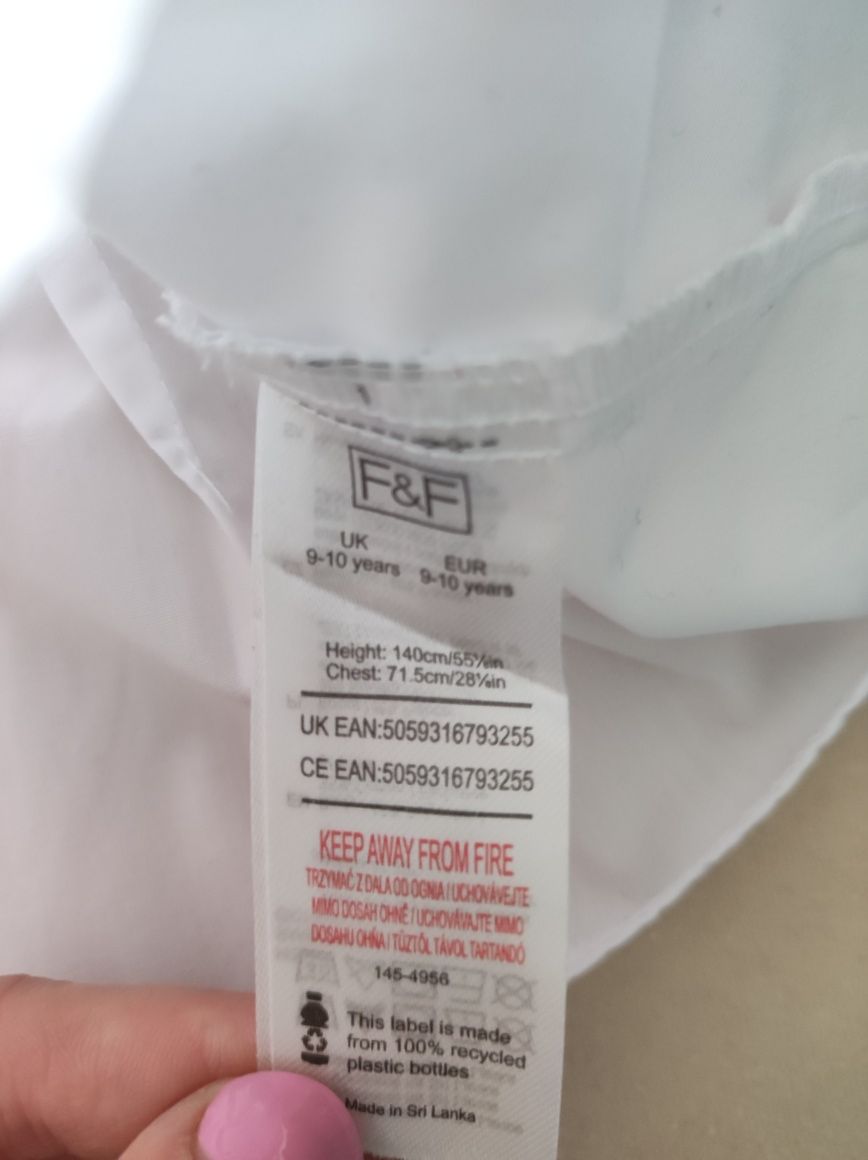 F&F
UK
9-10 years
EUR
9-10 years
Height: 140cm/55⅛in
Chest: 71.5cm/28⅛in
UK EAN:5059316793255
CE EAN:5059316793255
KEEP AWAY FROM FIRE
TRZYMAĆ Z DALA OD OGNIA / UCHOVÁVEJTE
MIMO DOSAH OHNĚ / UCHOVÁVAJTE MIMO
DOSAHU OHŇA / TŰZTŐL TÁVOL TARTANDÓ
145-4956
This label is made
from 100% recycled
plastic bottles
Made in Sri Lanka